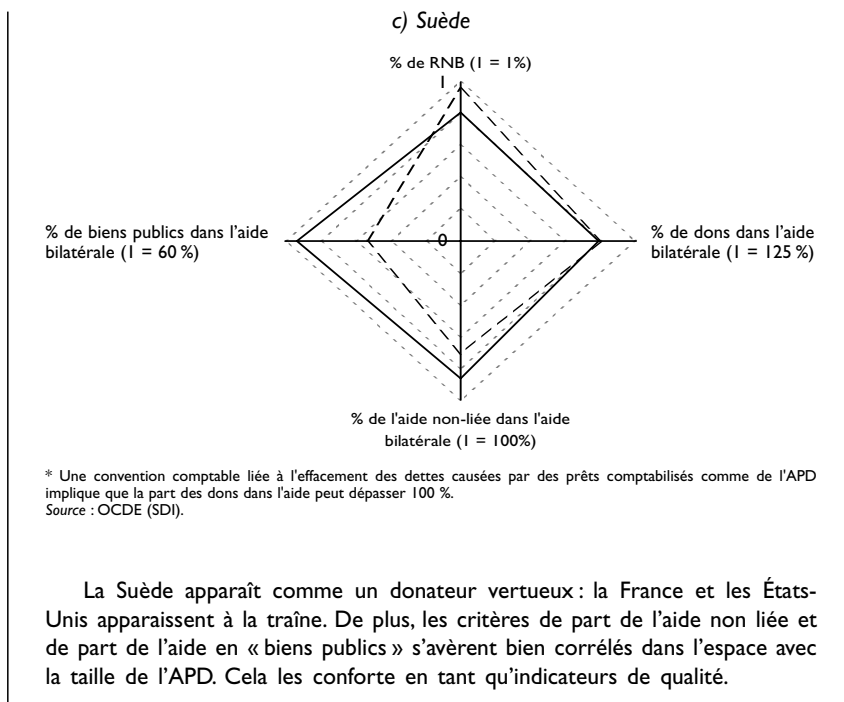 c) Suède
% de RNB (1 = 1%)
1
% de biens publics dans l’aide
bilatérale (1 = 60 %)
0
% de dons dans l’aide
bilatérale (1 = 125 %)
% de l'aide non-liée dans l'aide
bilatérale (1 = 100%)
* Une convention comptable liée à l'effacement des dettes causées par des prêts comptabilisés comme de l'APD
implique que la part des dons dans l'aide peut dépasser 100 %.
Source : OCDE (SDI).
La Suède apparaît comme un donateur vertueux : la France et les États-
Unis apparaissent à la traîne. De plus, les critères de part de l’aide non liée et
de part de l’aide en « biens publics » s’avèrent bien corrélés dans l’espace avec
la taille de l’APD. Cela les conforte en tant qu’indicateurs de qualité.